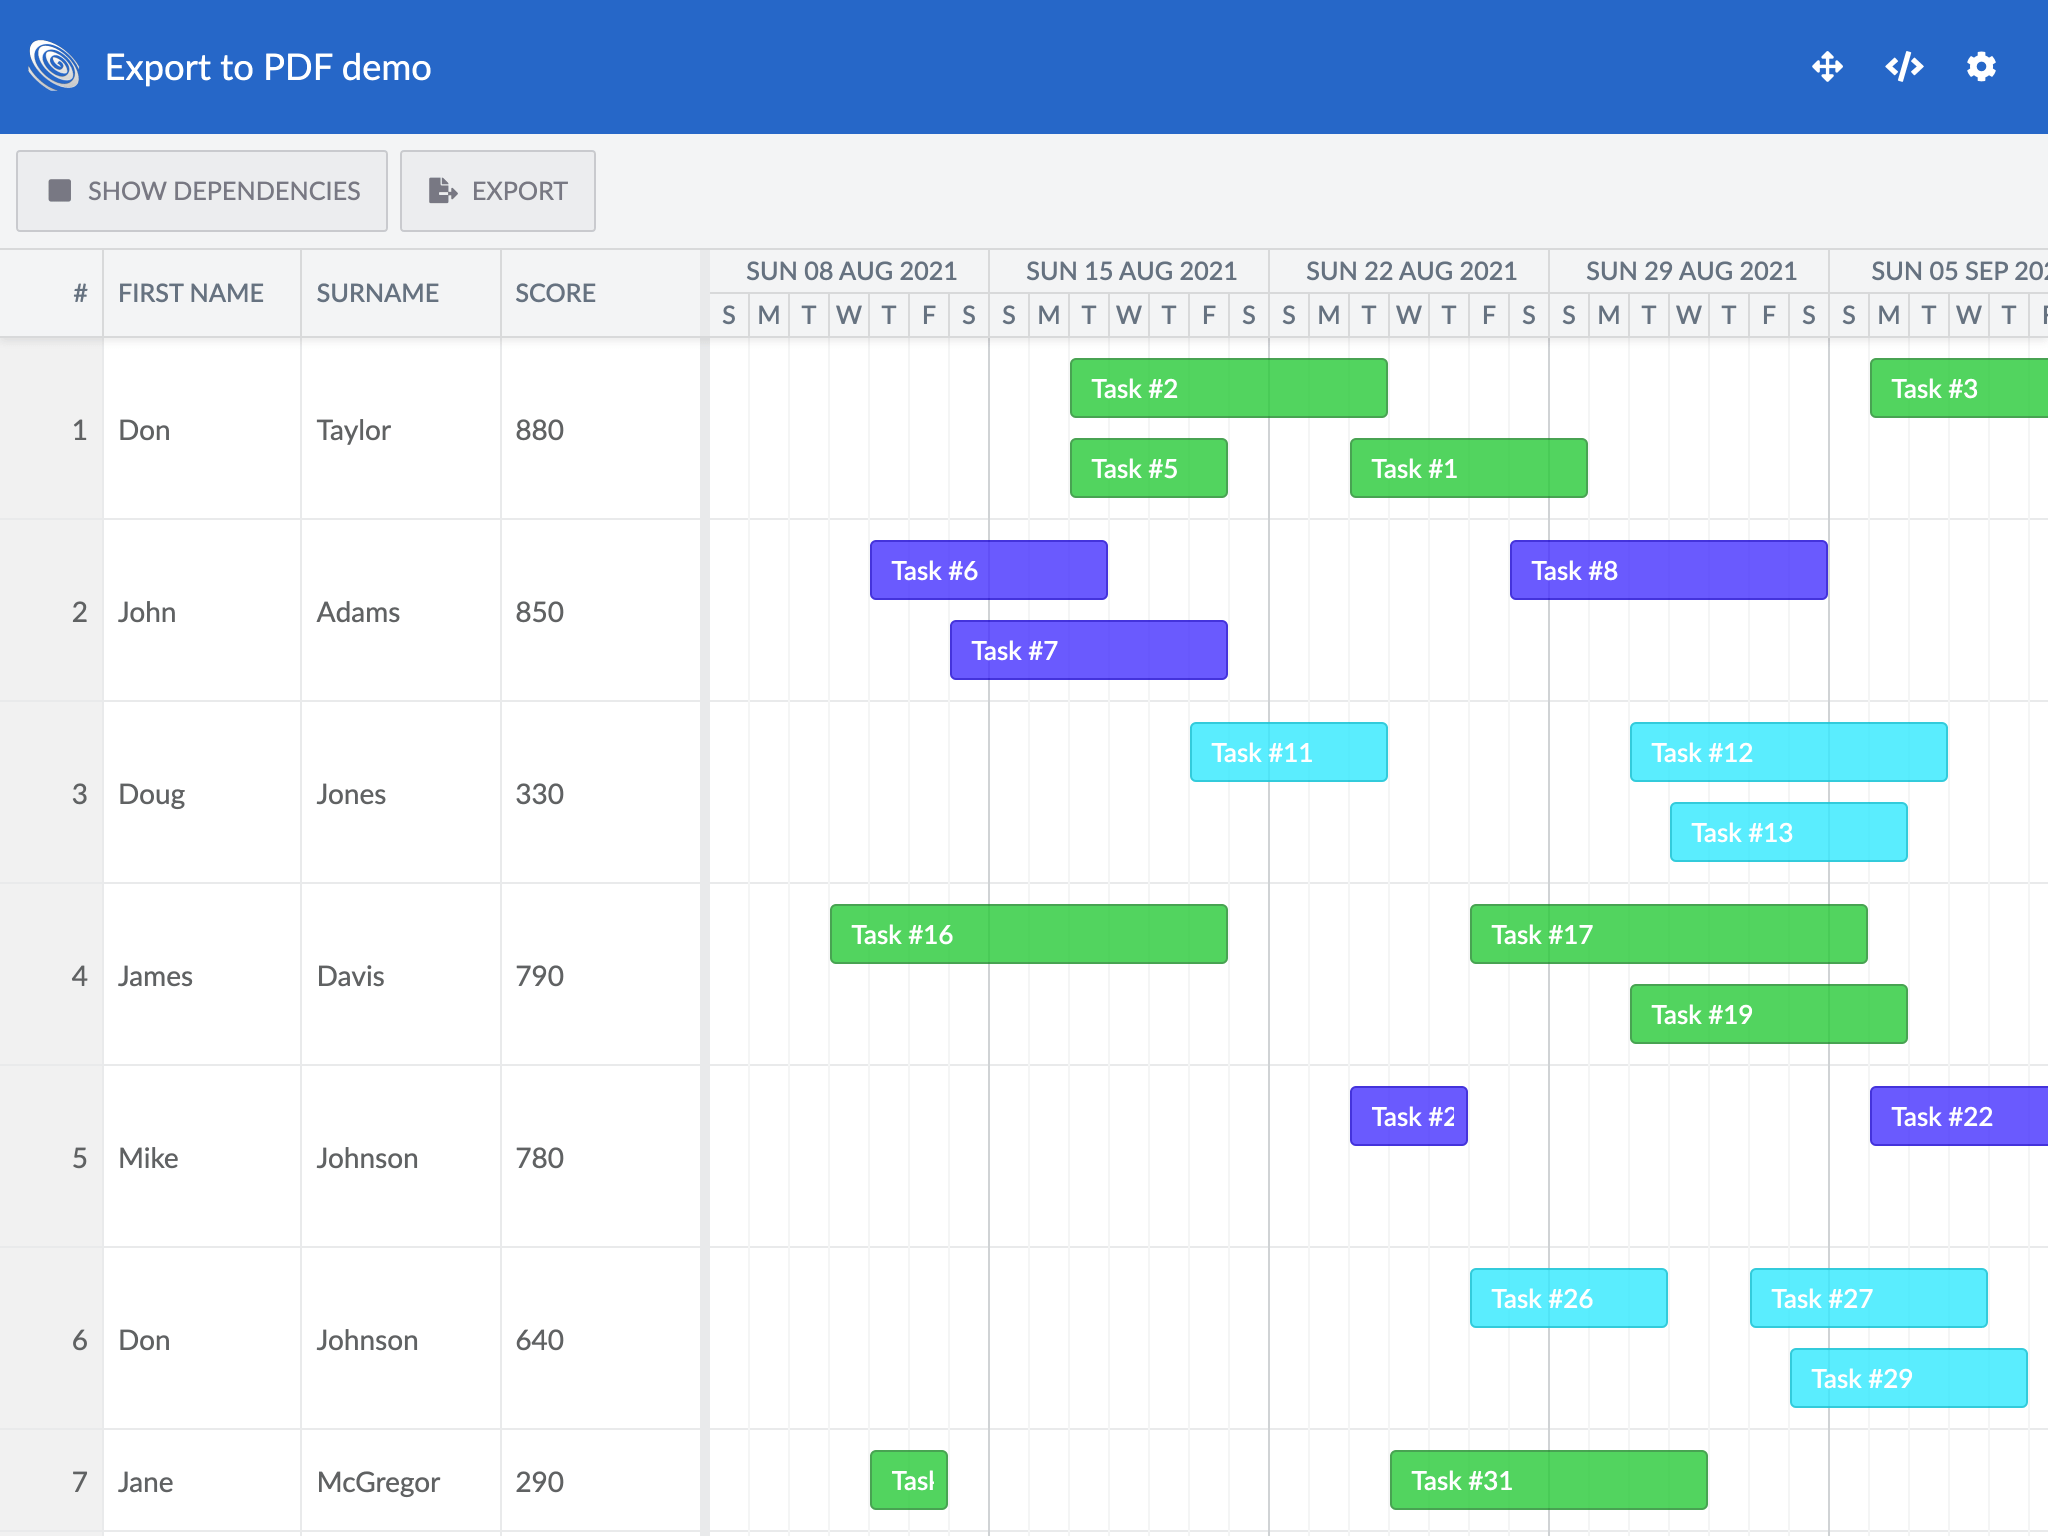 Export to PDF demo
SHOW DEPENDENCIES EXPORT
# FIRST NAME SURNAME SCORE SUN 08 AUG 2021 SUN 15 AUG 2021 SUN 22 AUG 2021 SUN 29 AUG 2021 SUN 05 SEP 202
S M T W T F S S M T W T F S S M T W T F S S M T W T F S S M T W T F
Task #2 Task #3
1 Don Taylor 880
Task #5 Task #1
Task #6 Task #8
2 John Adams 850
Task #7
Task #11 Task #12
3 Doug Jones 330
Task #13
Task #16 Task #17
4 James Davis 790
Task #19
Task #2 Task #22
5 Mike Johnson 780
Task #26 Task #27
6 Don Johnson 640
Task #29
7 Jane McGregor 290 Task #31